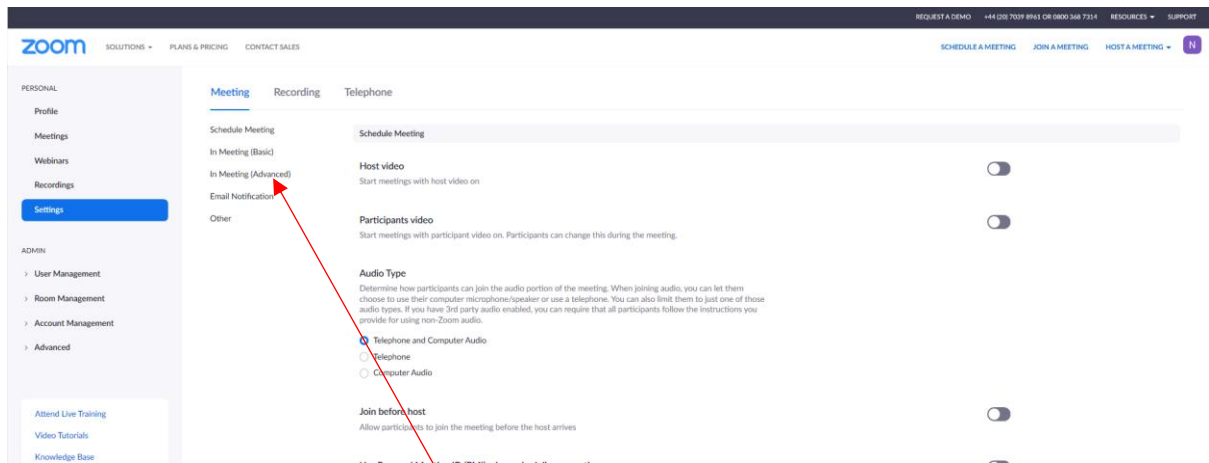 REQUEST A DEMO +44 (20) 7039 8961 OR 0800 368 7314 RESOURCES SUPPORT
zoom SOLUTIONS PLANS & PRICING CONTACT SALES SCHEDULE A MEETING JOIN A MEETING HOST A MEETING N
PERSONAL
Profile
Meetings
Webinars
Recordings
Settings
ADMIN
User Management
Room Management
Account Management
Advanced
Attend Live Training
Video Tutorials
Knowledge Base
Meeting Recording Telephone
Schedule Meeting
In Meeting (Basic)
In Meeting (Advanced)
Email Notification
Other
Schedule Meeting
Host video
Start meetings with host video on
Participants video
Start meetings with participant video on. Participants can change this during the meeting.
Audio Type
Determine how participants can join the audio portion of the meeting. When joining audio, you can let them
choose to use their computer microphone/speaker or use a telephone. You can also limit them to just one of those
audio types. If you have 3rd party audio enabled, you can require that all participants follow the instructions you
provide for using non-Zoom audio.
Telephone and Computer Audio
Telephone
Computer Audio
Join before host
Allow participants to join the meeting before the host arrives